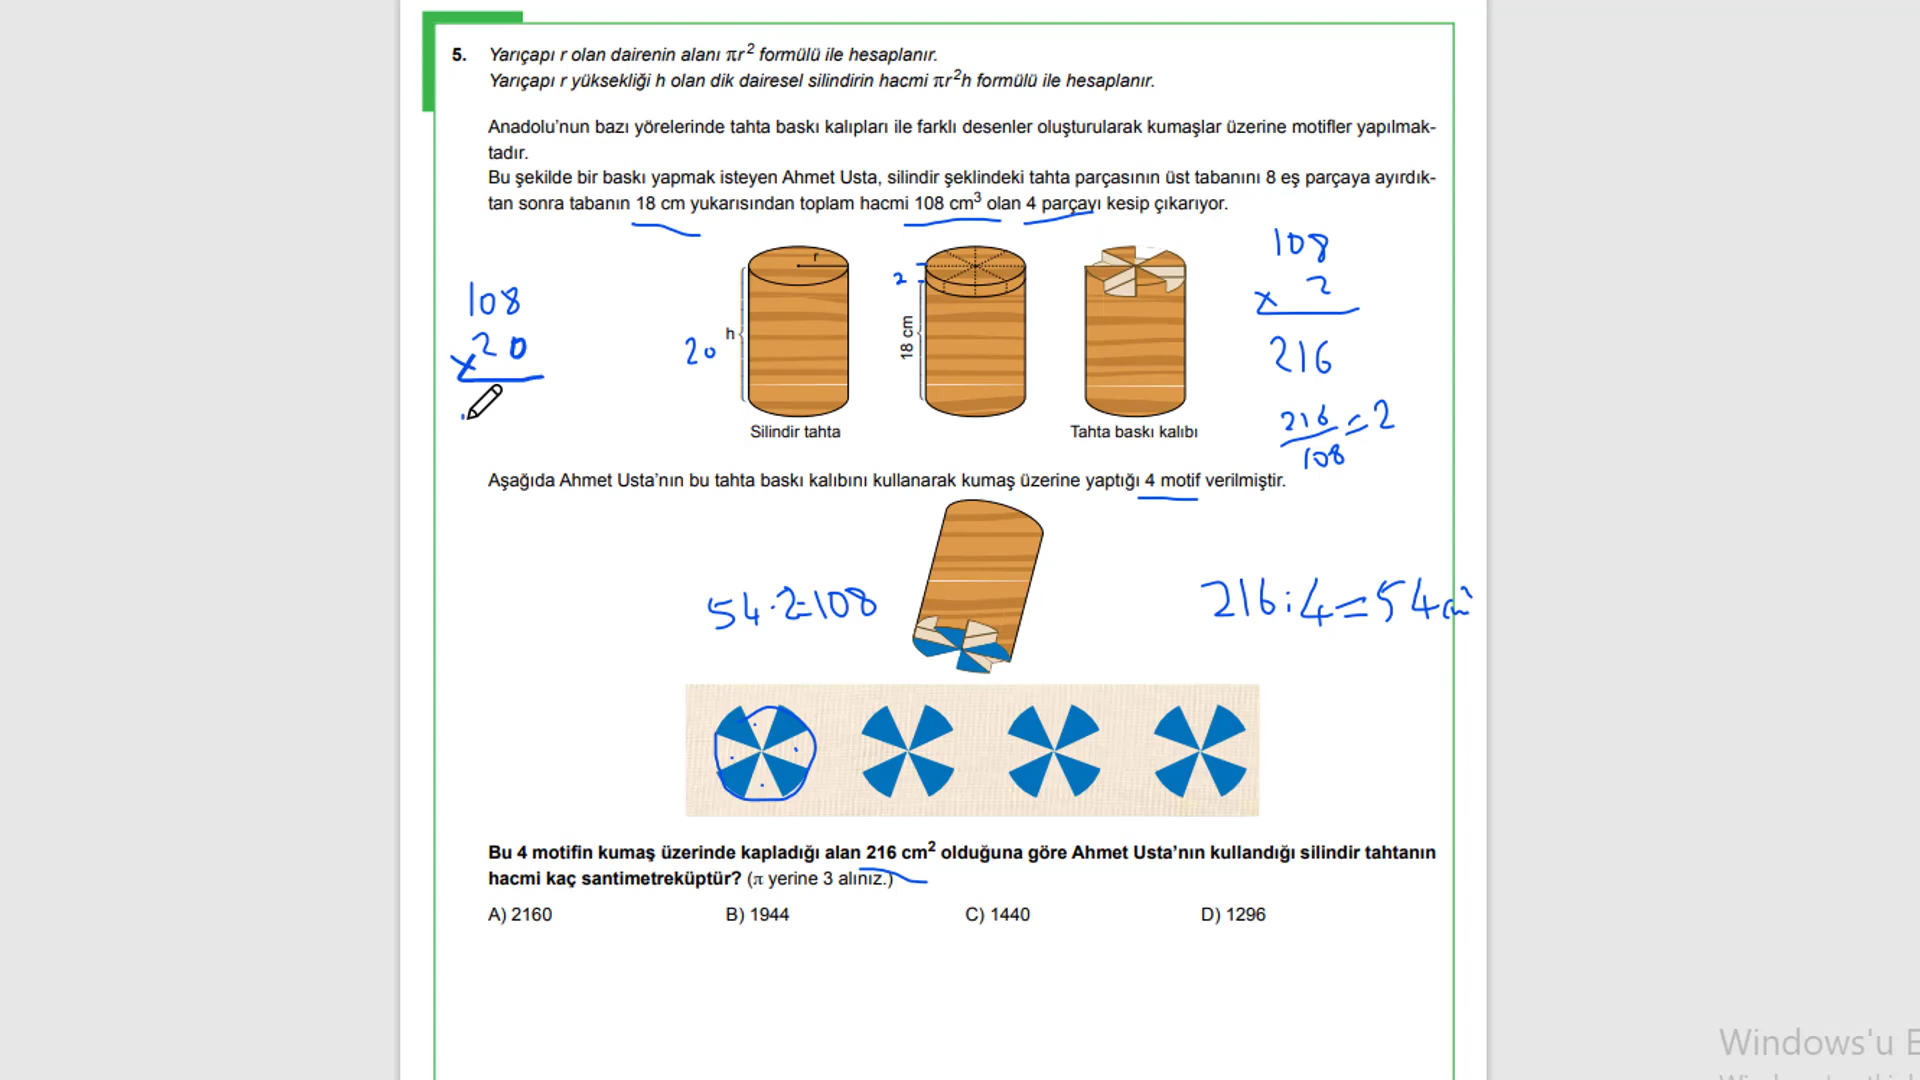 5. Yarıçapı r olan dairenin alanı πr² formülü ile hesaplanır.
Yarıçapı r yüksekliği h olan dik dairesel silindirin hacmi πr²h formülü ile hesaplanır.
Anadolu'nun bazı yörelerinde tahta baskı kalıpları ile farklı desenler oluşturularak kumaşlar üzerine motifler yapılmak-
tadır.
Bu şekilde bir baskı yapmak isteyen Ahmet Usta, silindir şeklindeki tahta parçasının üst tabanını 8 eş parçaya ayırdık-
tan sonra tabanın 18 cm yukarısından toplam hacmi 108 cm³ olan 4 parçayı kesip çıkarıyor.
108
x 20
20
h
r
2
18 cm
108
x 2
216
216/108 = 2
Silindir tahta
Tahta baskı kalıbı
Aşağıda Ahmet Usta'nın bu tahta baskı kalıbını kullanarak kumaş üzerine yaptığı 4 motif verilmiştir.
54.2=108
216:4=54cm²
Bu 4 motifin kumaş üzerinde kapladığı alan 216 cm² olduğuna göre Ahmet Usta'nın kullandığı silindir tahtanın
hacmi kaç santimetreküptür? (π yerine 3 alınız.)
A) 2160 B) 1944 C) 1440 D) 1296
Windows'u E